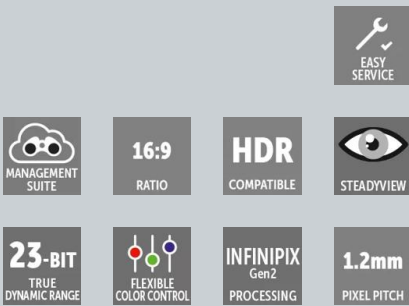 EASY
SERVICE
MANAGEMENT
SUITE
16:9
RATIO
HDR
COMPATIBLE
STEADYVIEW
23-BIT
TRUE
DYNAMIC RANGE
FLEXIBLE
COLOR CONTROL
INFINIPIX
Gen2
PROCESSING
1.2mm
PIXEL PITCH